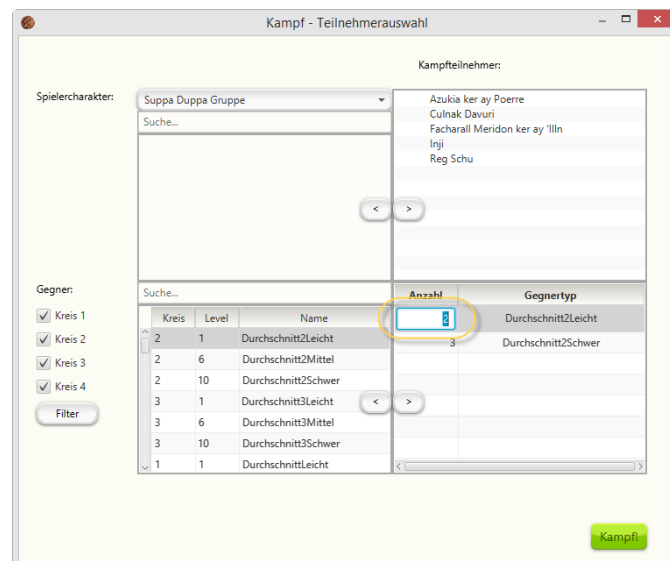 Kampf - Teilnehmerauswahl
Kampfteilnehmer:
Spielercharakter:
Suppa Duppa Gruppe
Suche...
Azukia ker ay Poerre
Culnak Davuri
Facharall Meridon ker ay 'Illn
Inji
Reg Schu
< >
Gegner:
Kreis 1
Kreis 2
Kreis 3
Kreis 4
Filter
Suche...
Kreis Level Name
2 1 Durchschnitt2Leicht
2 6 Durchschnitt2Mittel
2 10 Durchschnitt2Schwer
3 1 Durchschnitt3Leicht
3 6 Durchschnitt3Mittel
3 10 Durchschnitt3Schwer
1 1 DurchschnittLeicht
< >
Anzahl Gegnertyp
2 Durchschnitt2Leicht
3 Durchschnitt2Schwer
Kampf!